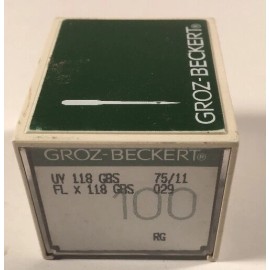 GROZ-BECKERT®
GROZ-BECKERT®
UY 118 GBS 75/11
FL X 118 GBS 029
100
RG